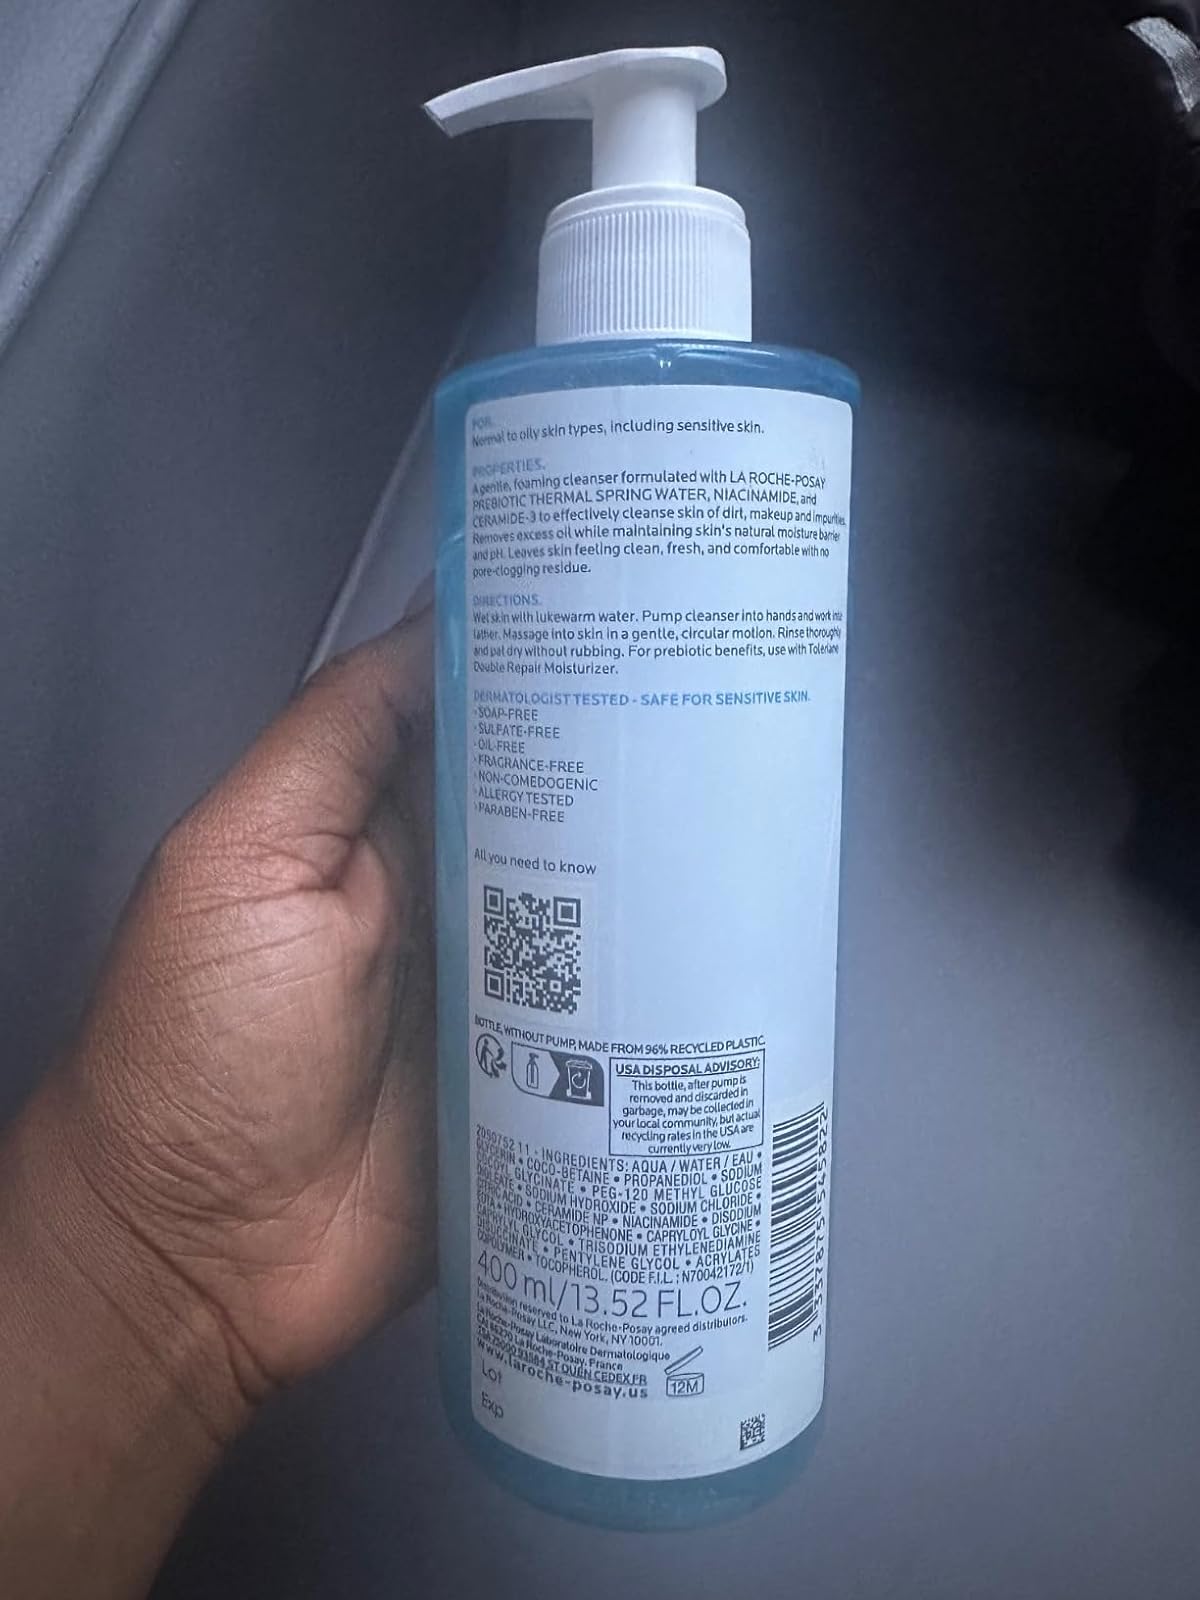 FOR.
Normal to oily skin types, including sensitive skin.
PROPERTIES.
A gentle, foaming cleanser formulated with LA ROCHE-POSAY
PREBIOTIC THERMAL SPRING WATER, NIACINAMIDE, and
CERAMIDE-3 to effectively cleanse skin of dirt, makeup and impurities.
Removes excess oil while maintaining skin's natural moisture barrier
and pH. Leaves skin feeling clean, fresh, and comfortable with no
pore-clogging residue.
DIRECTIONS.
Wet skin with lukewarm water. Pump cleanser into hands and work into
lather. Massage into skin in a gentle, circular motion. Rinse thoroughly
and pat dry without rubbing. For prebiotic benefits, use with Toleriane
Double Repair Moisturizer.
DERMATOLOGIST TESTED - SAFE FOR SENSITIVE SKIN.
·SOAP-FREE
·SULFATE-FREE
·OIL-FREE
·FRAGRANCE-FREE
·NON-COMEDOGENIC
·ALLERGY TESTED
·PARABEN-FREE
All you need to know
BOTTLE, WITHOUT PUMP, MADE FROM 96% RECYCLED PLASTIC
USA DISPOSAL ADVISORY:
This bottle, after pump is
removed and discarded in
garbage, may be collected in
your local community, but actual
recycling rates in the USA are
currently very low.
2059752 11 - INGREDIENTS: AQUA / WATER / EAU •
GLYCERIN • COCO-BETAINE • PROPANEDIOL • SODIUM
COCOYL GLYCINATE • PEG-120 METHYL GLUCOSE
DIOLEATE • SODIUM HYDROXIDE • SODIUM CHLORIDE •
CITRIC ACID • CERAMIDE NP • NIACINAMIDE • DISODIUM
EDTA • HYDROXYACETOPHENONE • CAPRYLOYL GLYCINE •
CAPRYLYL GLYCOL • TRISODIUM ETHYLENEDIAMINE
DISUCCINATE • PENTYLENE GLYCOL • ACRYLATES
COPOLYMER • TOCOPHEROL. (CODE F.I.L.: N70042172/1)
400 ml/13.52 FL.OZ.
Distribution reserved to La Roche-Posay agreed distributors.
La Roche-Posay LLC, New York, NY 10001.
La Roche-Posay Laboratoire Dermatologique
CAI 86270 La Roche-Posay. France
TSA 75000 93584 ST OUEN CEDEX.FR
www.laroche-posay.us
12M
Lot
Exp
3 337875 545822